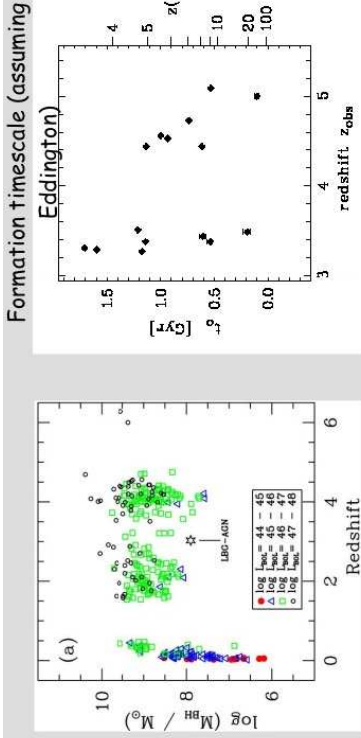 Formation timescale (assuming
Eddington)
(a)
log (M_BH / M_⊙)
10
8
6
LBG-AGN
log L_BOL= 44 - 45
log L_BOL= 45 - 46
log L_BOL= 46 - 47
log L_BOL= 47 - 48
0 2 4 6
Redshift
t_o [Gyr]
1.5
1.0
0.5
0.0
3 4 5
redshift z_obs
4
5
z(
10
20
100